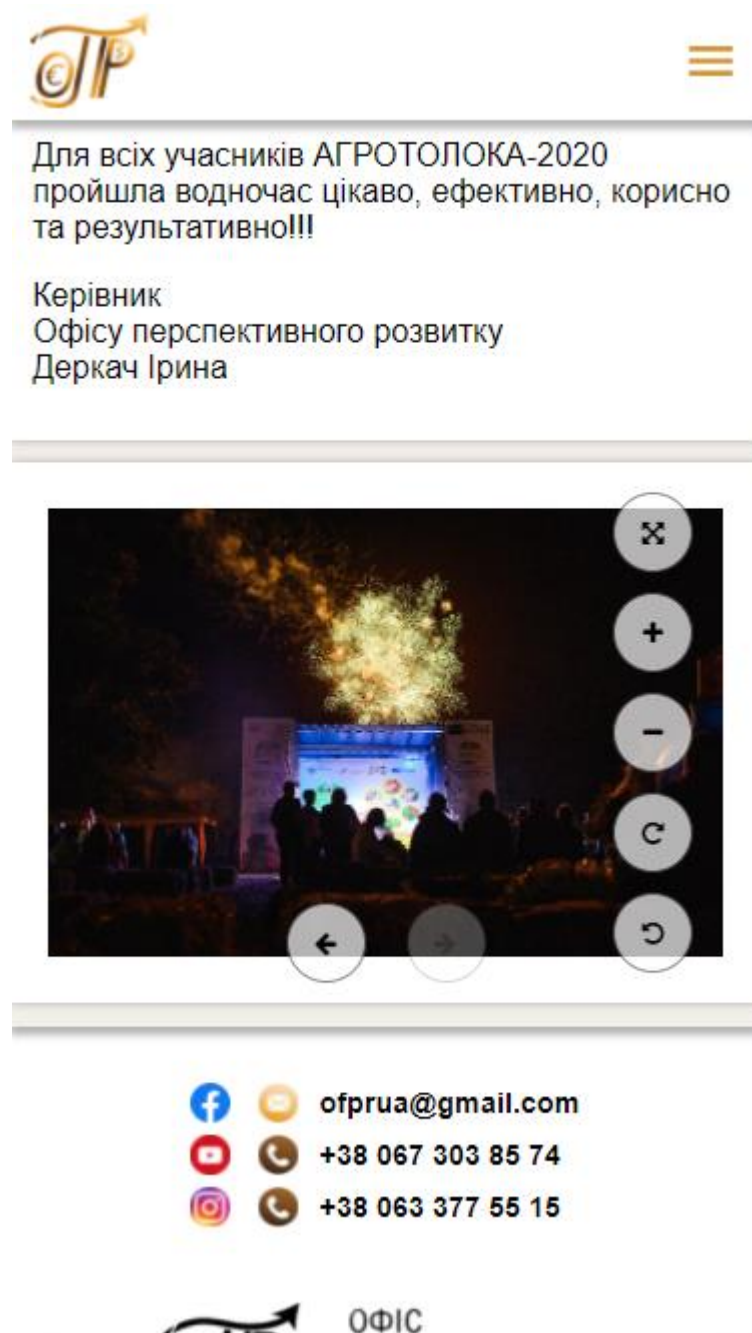 Для всіх учасників АГРОТОЛОКА-2020
пройшла водночас цікаво, ефективно, корисно
та результативно!!!
Керівник
Офісу перспективного розвитку
Деркач Ірина
ofprua@gmail.com
+38 067 303 85 74
+38 063 377 55 15
ОФІС